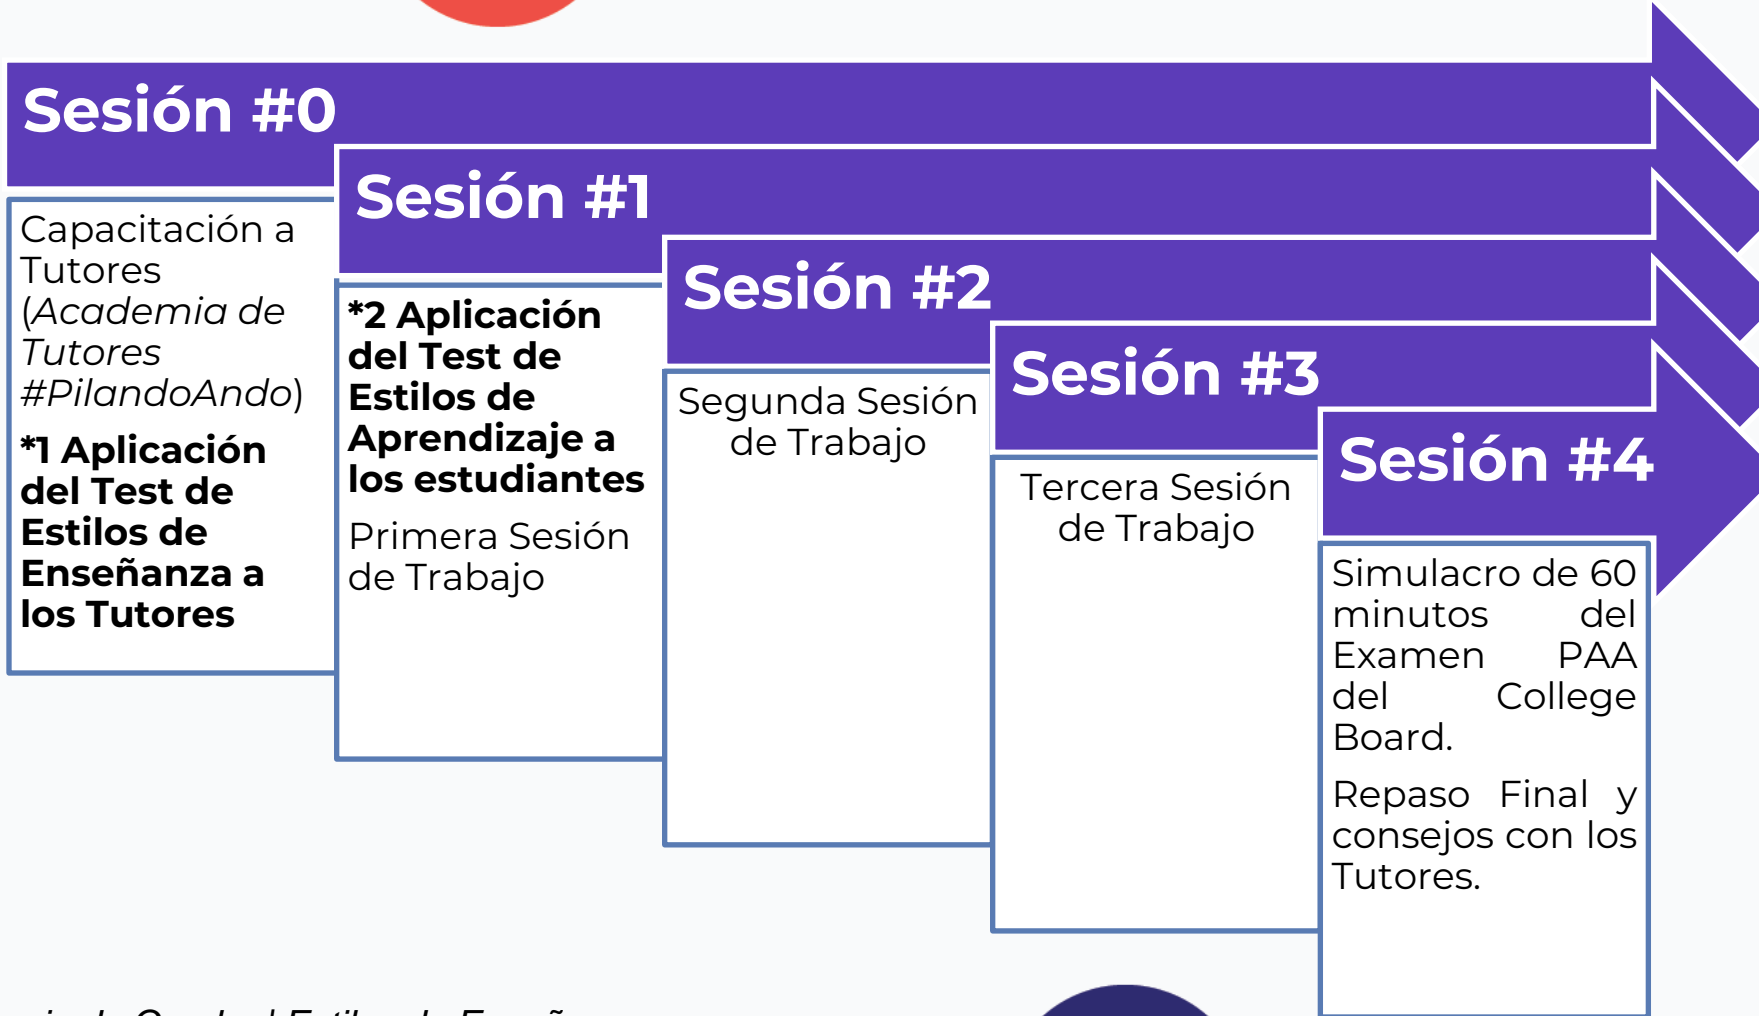 Sesión #0
Capacitación a
Tutores
(Academia de
Tutores
#PilandoAndo)
*1 Aplicación
del Test de
Estilos de
Enseñanza a
los Tutores
Sesión #1
*2 Aplicación
del Test de
Estilos de
Aprendizaje a
los estudiantes
Primera Sesión
de Trabajo
Sesión #2
Segunda Sesión
de Trabajo
Sesión #3
Tercera Sesión
de Trabajo
Sesión #4
Simulacro de 60
minutos del
Examen PAA
del College
Board.
Repaso Final y
consejos con los
Tutores.